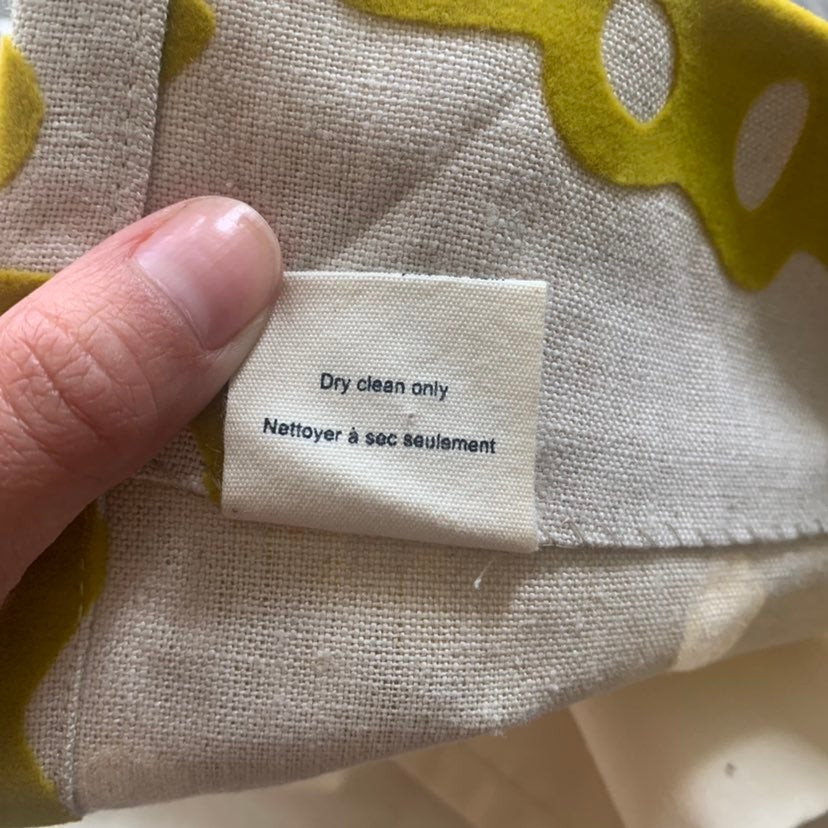 Dry clean only
Nettoyer à sec seulement